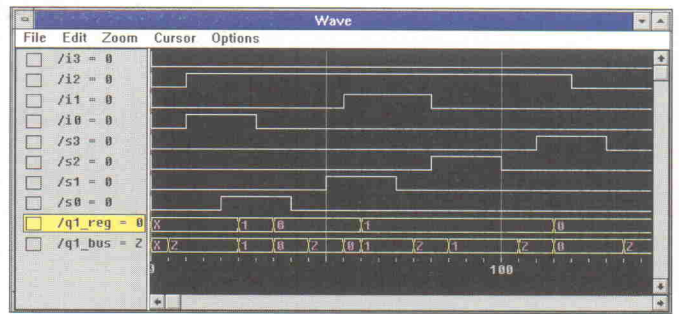 Wave
File Edit Zoom Cursor Options
/i3 = 0
/i2 = 0
/i1 = 0
/i0 = 0
/s3 = 0
/s2 = 0
/s1 = 0
/s0 = 0
/q1_reg = 0 X 1 0 1 0
/q1_bus = Z X Z 1 0 Z 0 1 Z 1 Z 0 Z
100